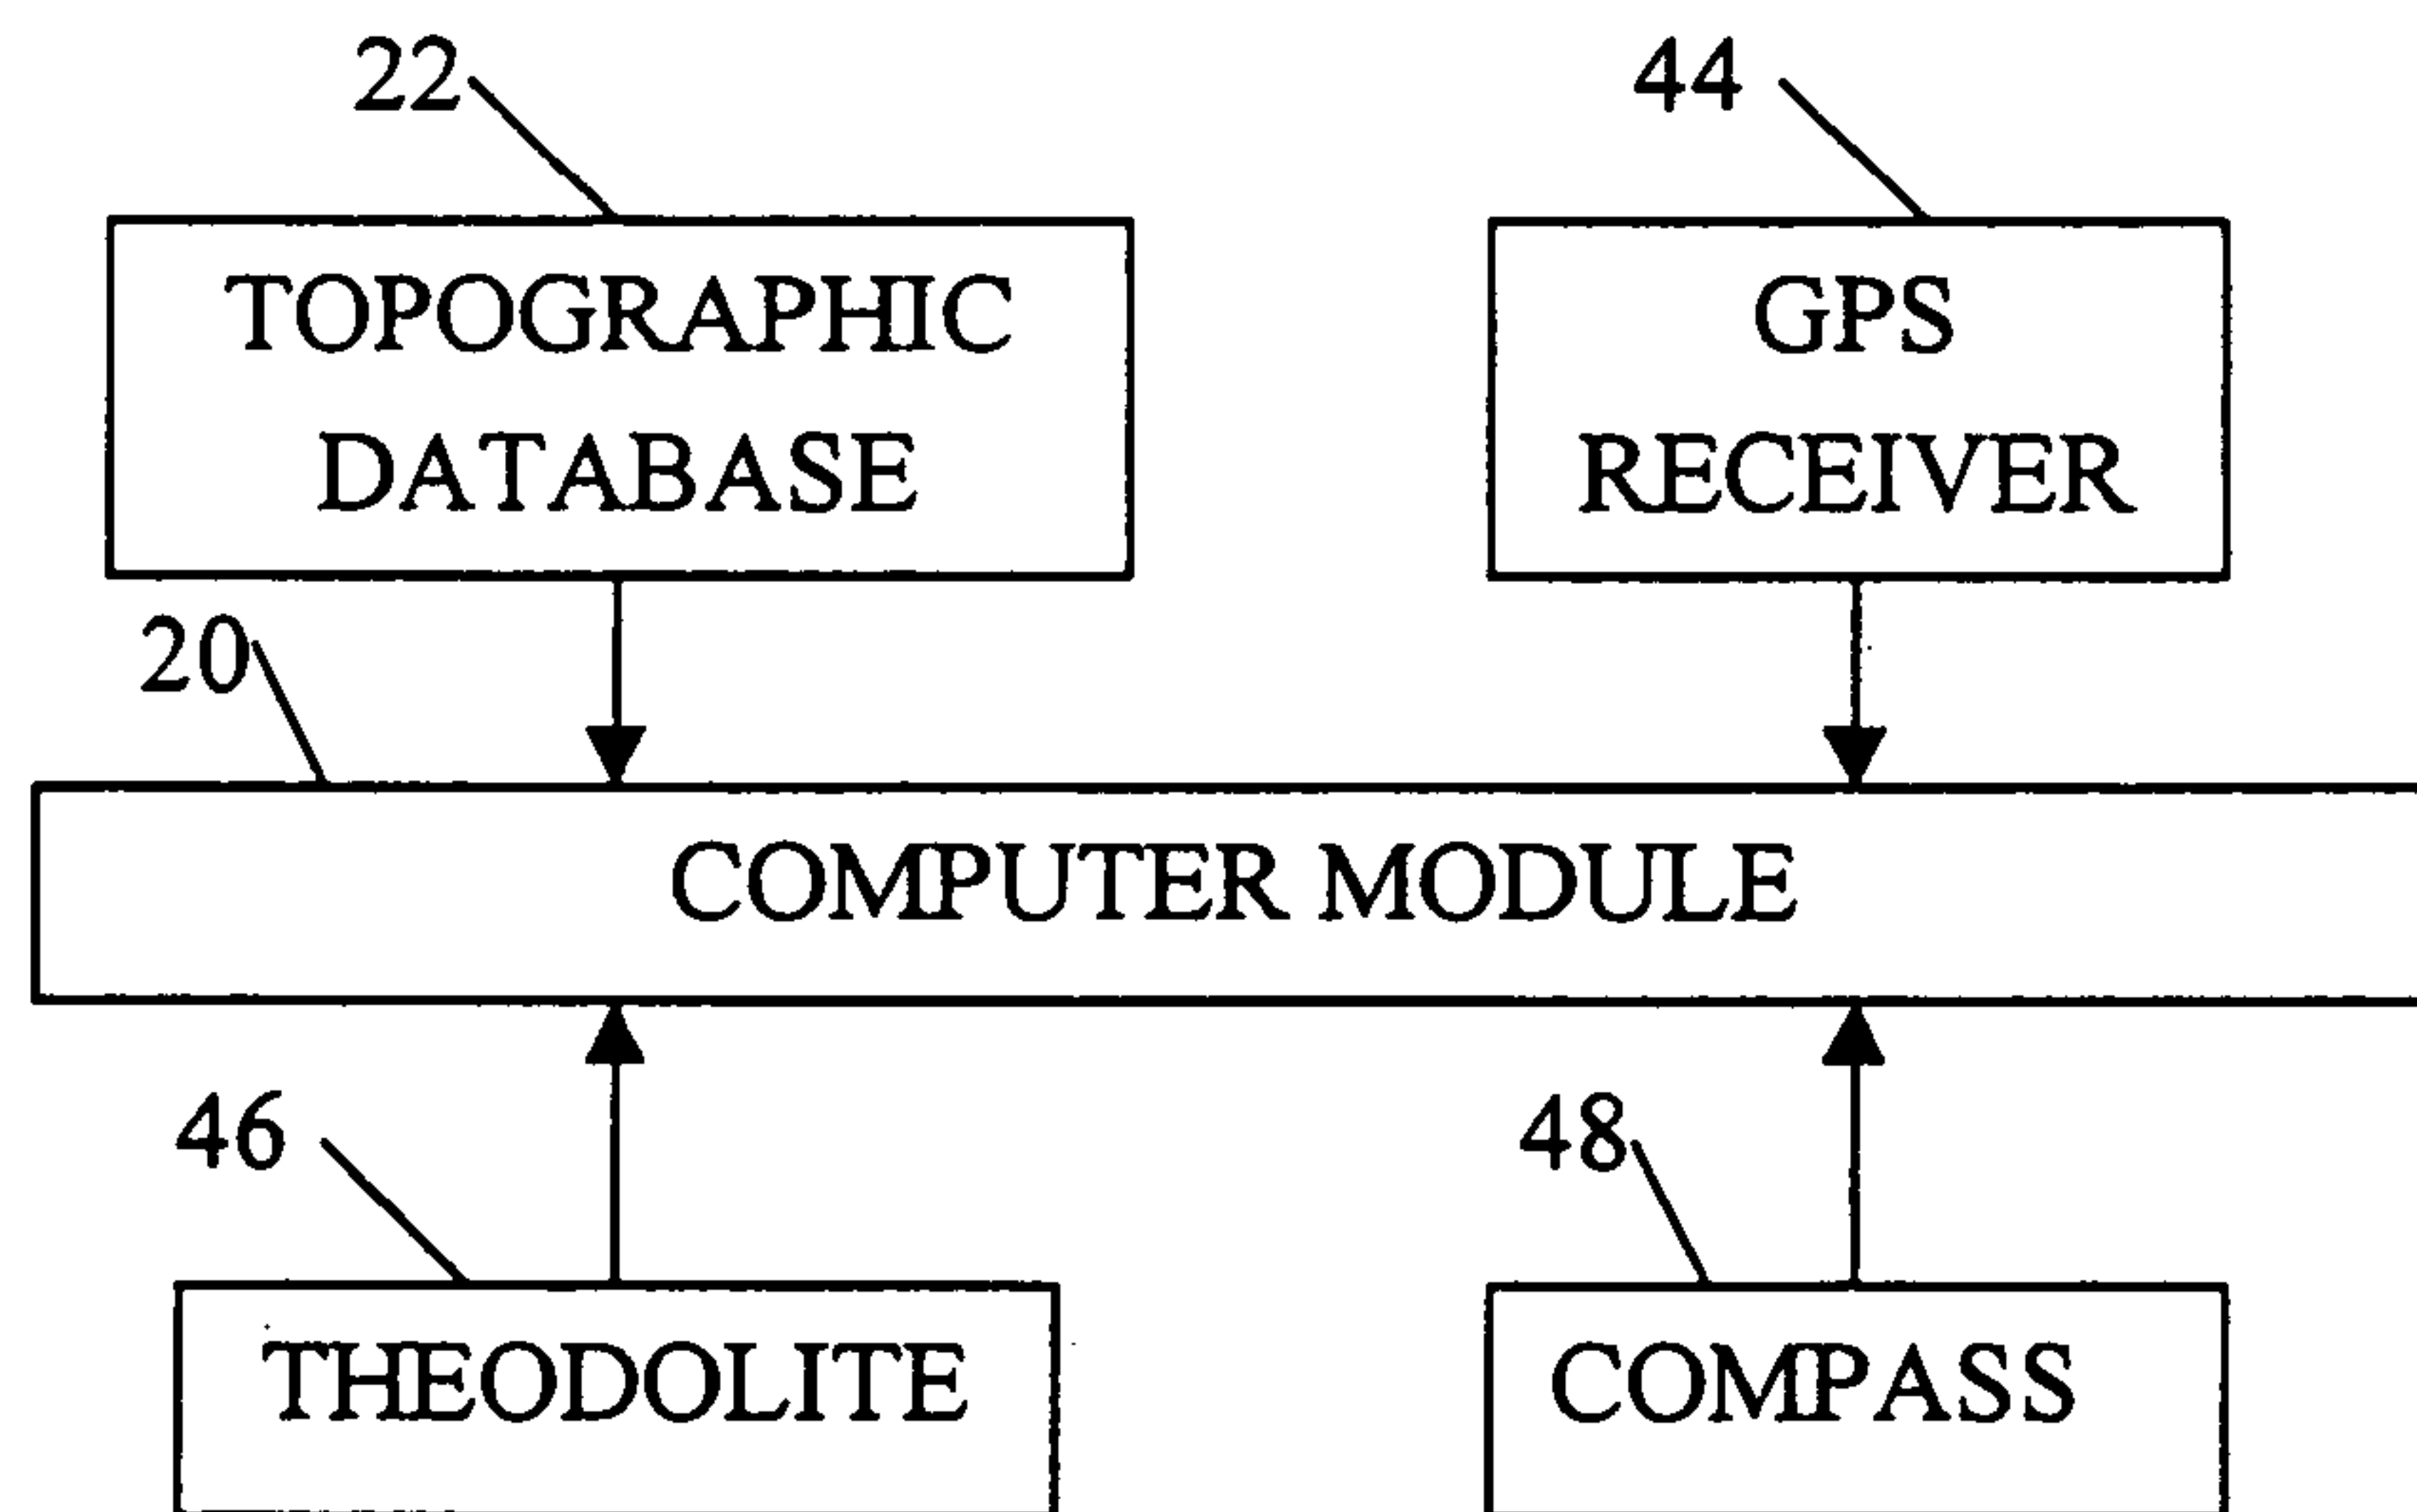 22
44
TOPOGRAPHIC
DATABASE
GPS
RECEIVER
20
COMPUTER MODULE
46
48
THEODOLITE
COMPASS